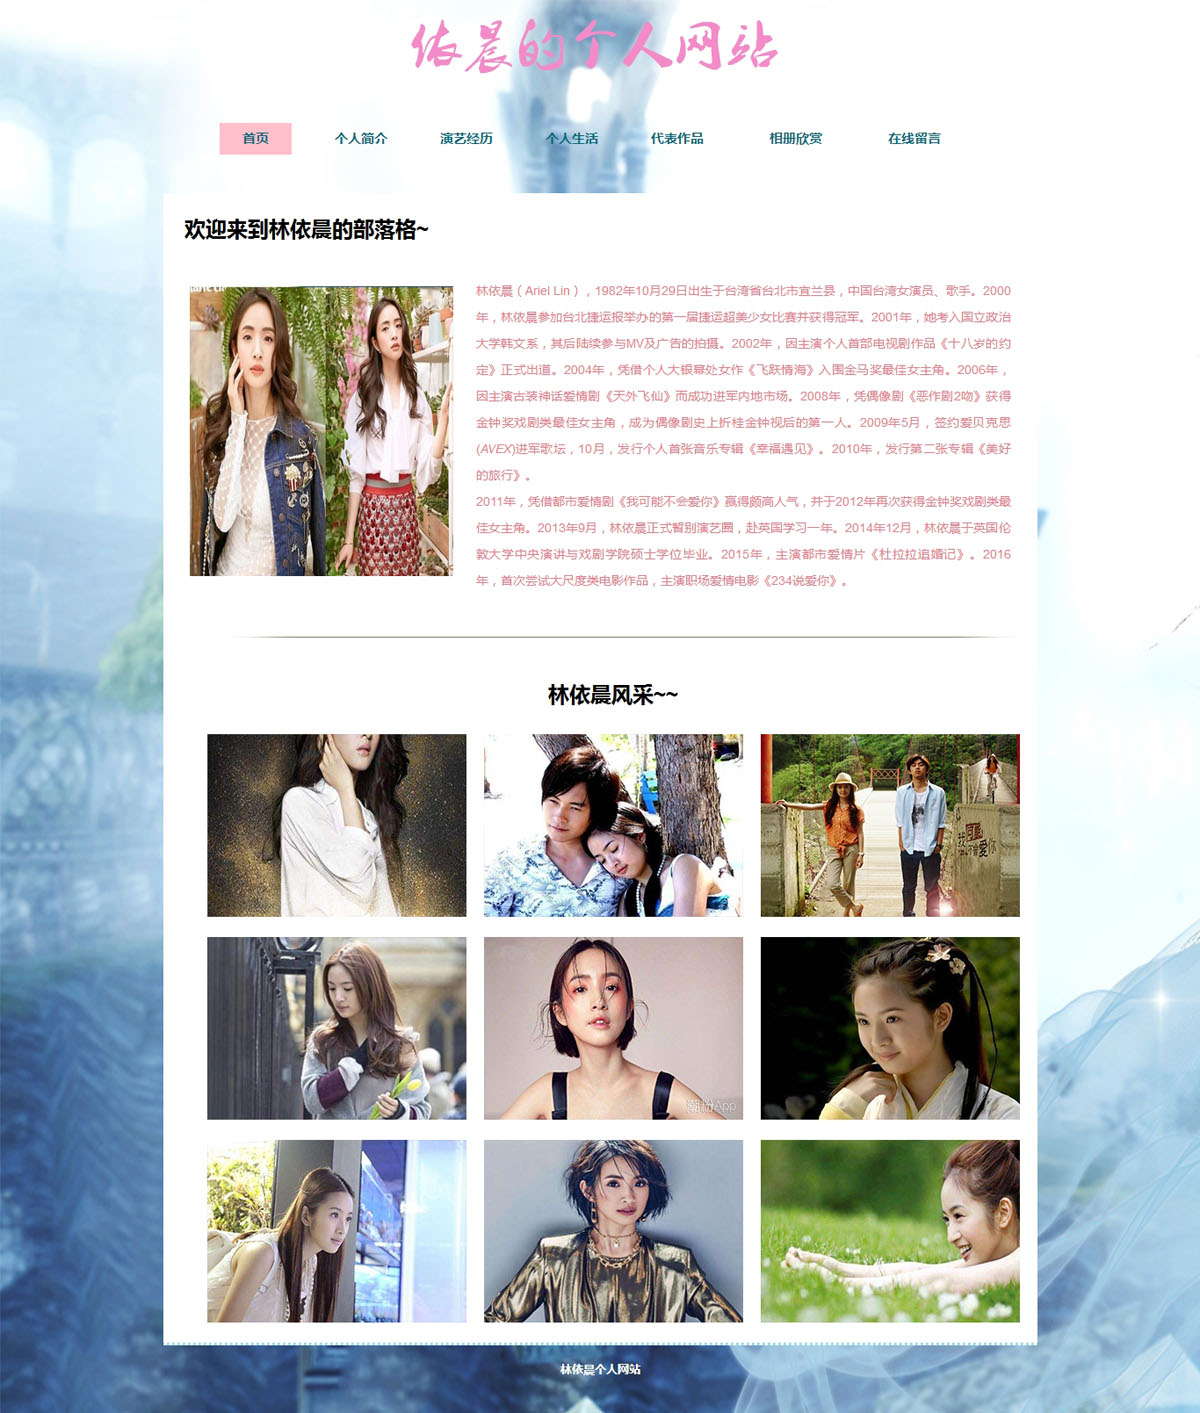 依晨的个人网站
首页 个人简介 演艺经历 个人生活 代表作品 相册欣赏 在线留言
欢迎来到林依晨的部落格~
林依晨（Ariel Lin），1982年10月29日出生于台湾省台北市宜兰县，中国台湾女演员、歌手。2000
年，林依晨参加台北捷运报举办的第一届捷运超美少女比赛并获得冠军。2001年，她考入国立政治
大学韩文系，其后陆续参与MV及广告的拍摄。2002年，因主演个人首部电视剧作品《十八岁的约
定》正式出道。2004年，凭借个人大银幕处女作《飞跃情海》入围金马奖最佳女主角。2006年，
因主演古装神话爱情剧《天外飞仙》而成功进军内地市场。2008年，凭偶像剧《恶作剧2吻》获得
金钟奖戏剧类最佳女主角，成为偶像剧史上折桂金钟视后的第一人。2009年5月，签约爱贝克思
(AVEX)进军歌坛，10月，发行个人首张音乐专辑《幸福遇见》。2010年，发行第二张专辑《美好
的旅行》。
2011年，凭借都市爱情剧《我可能不会爱你》赢得颇高人气，并于2012年再次获得金钟奖戏剧类最
佳女主角。2013年9月，林依晨正式暂别演艺圈，赴英国学习一年。2014年12月，林依晨于英国伦
敦大学中央演讲与戏剧学院硕士学位毕业。2015年，主演都市爱情片《杜拉拉追婚记》。2016
年，首次尝试大尺度类电影作品，主演职场爱情电影《234说爱你》。
林依晨风采~~
我可能
不会爱你
林依晨个人网站